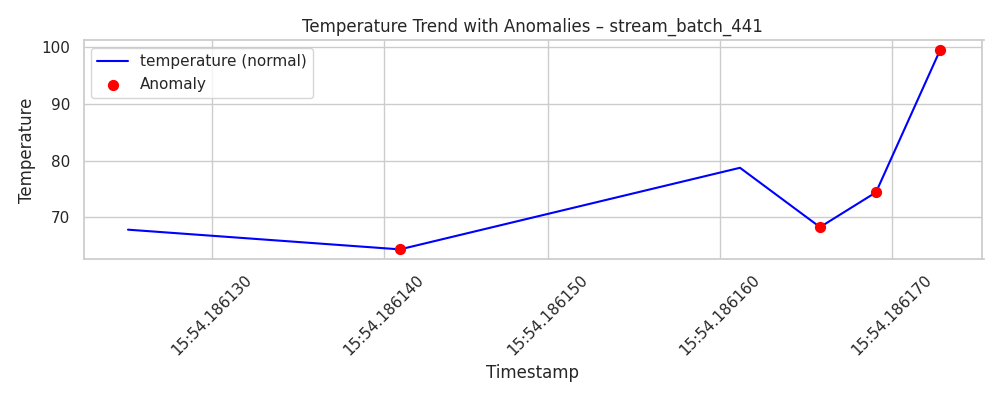 Temperature Trend with Anomalies – stream_batch_441
temperature (normal)
Anomaly
Temperature
100
90
80
70
15:54.186130
15:54.186140
15:54.186150
15:54.186160
15:54.186170
Timestamp